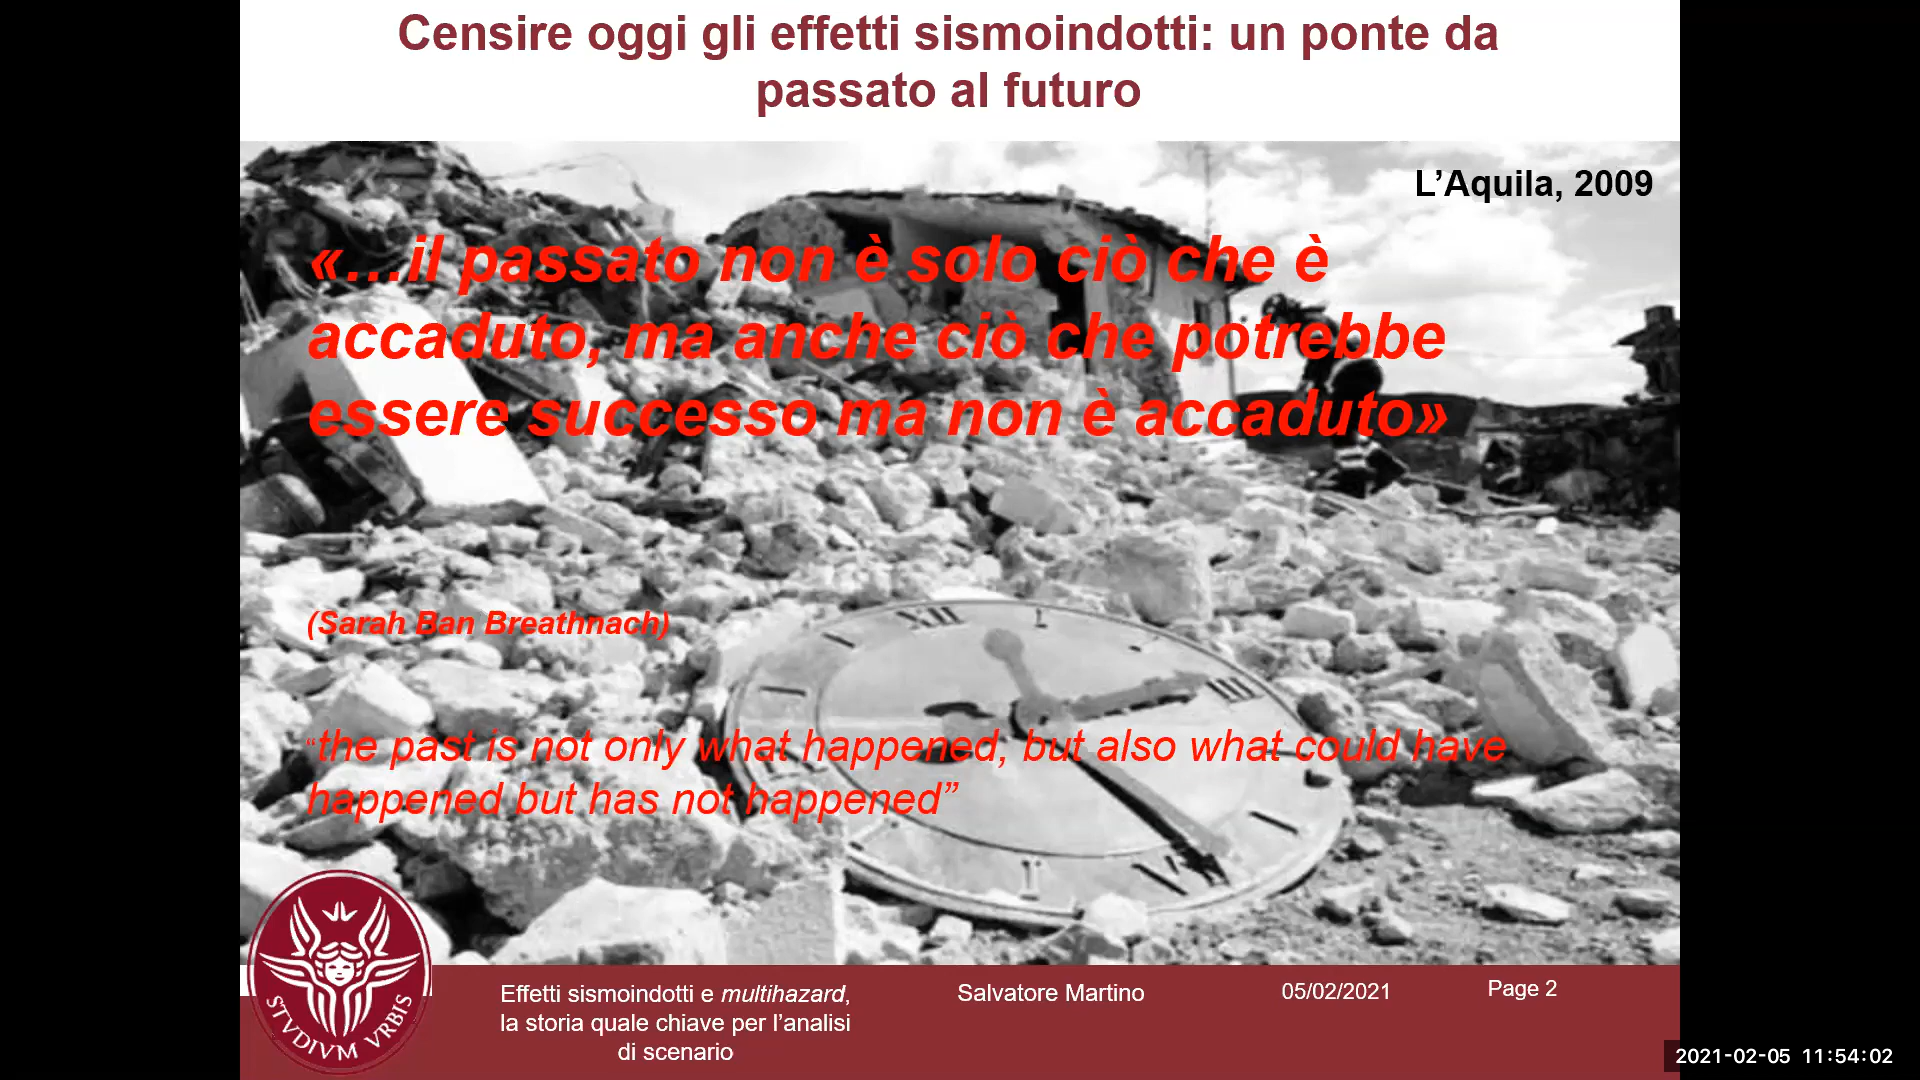 Censire oggi gli effetti sismoindotti: un ponte da
passato al futuro
L’Aquila, 2009
«…il passato non è solo ciò che è
accaduto, ma anche ciò che potrebbe
essere successo ma non è accaduto»
(Sarah Ban Breathnach)
“the past is not only what happened, but also what could have
happened but has not happened”
XII
I
III
STVDIVM VRBIS
Effetti sismoindotti e multihazard,
la storia quale chiave per l’analisi
di scenario
Salvatore Martino
05/02/2021
Page 2
2021-02-05 11:54:02